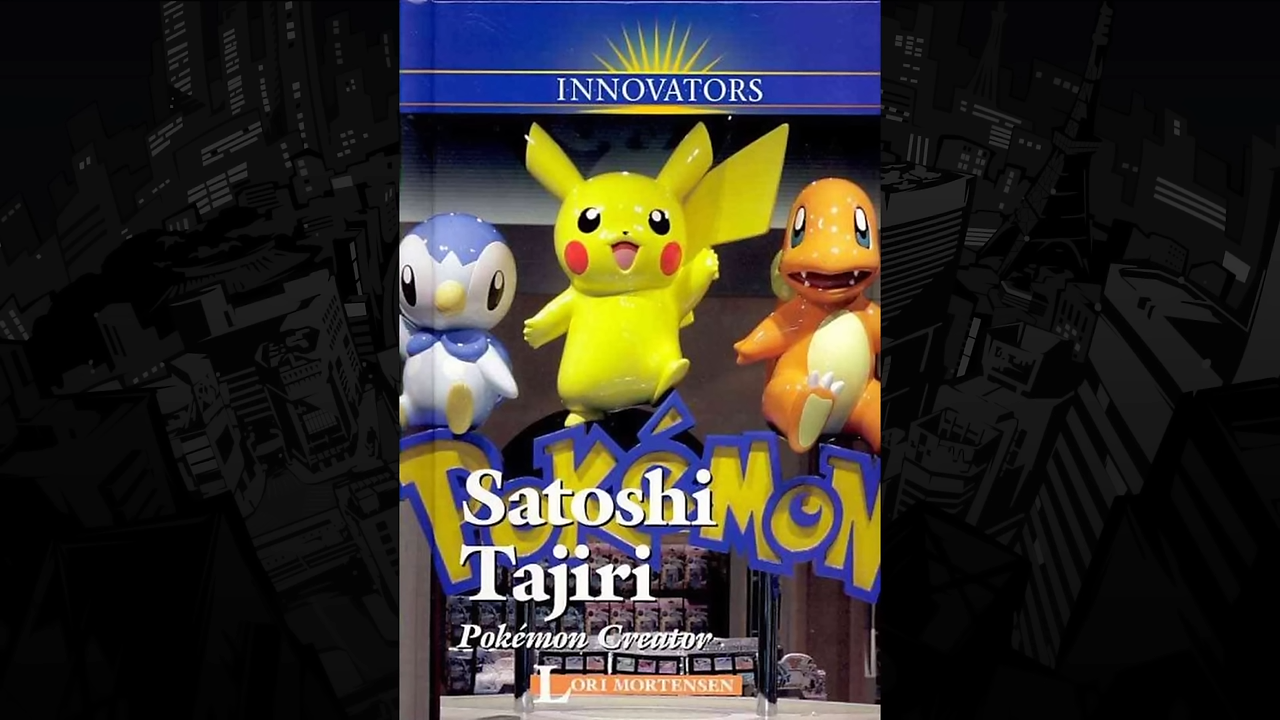 INNOVATORS
POKéMON
Satoshi
Tajiri
Pokémon Creator
LORI MORTENSEN